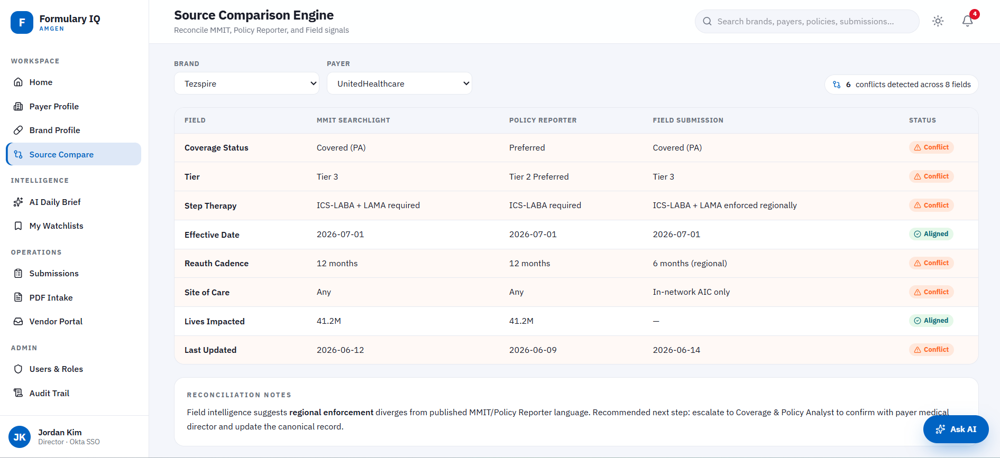 F
Formulary IQ
AMGEN
WORKSPACE
Home
Payer Profile
Brand Profile
Source Compare
INTELLIGENCE
AI Daily Brief
My Watchlists
OPERATIONS
Submissions
PDF Intake
Vendor Portal
ADMIN
Users & Roles
Audit Trail
JK
Jordan Kim
Director · Okta SSO
Source Comparison Engine
Reconcile MMIT, Policy Reporter, and Field signals
Search brands, payers, policies, submissions...
4
BRAND PAYER
Tezspire UnitedHealthcare
6 conflicts detected across 8 fields
FIELD MMIT SEARCHLIGHT POLICY REPORTER FIELD SUBMISSION STATUS
Coverage Status Covered (PA) Preferred Covered (PA) Conflict
Tier Tier 3 Tier 2 Preferred Tier 3 Conflict
Step Therapy ICS-LABA + LAMA required ICS-LABA required ICS-LABA + LAMA enforced regionally Conflict
Effective Date 2026-07-01 2026-07-01 2026-07-01 Aligned
Reauth Cadence 12 months 12 months 6 months (regional) Conflict
Site of Care Any Any In-network AIC only Conflict
Lives Impacted 41.2M 41.2M — Aligned
Last Updated 2026-06-12 2026-06-09 2026-06-14 Conflict
RECONCILIATION NOTES
Field intelligence suggests regional enforcement diverges from published MMIT/Policy Reporter language. Recommended next step: escalate to Coverage & Policy Analyst to confirm with payer medical
director and update the canonical record.
Ask AI